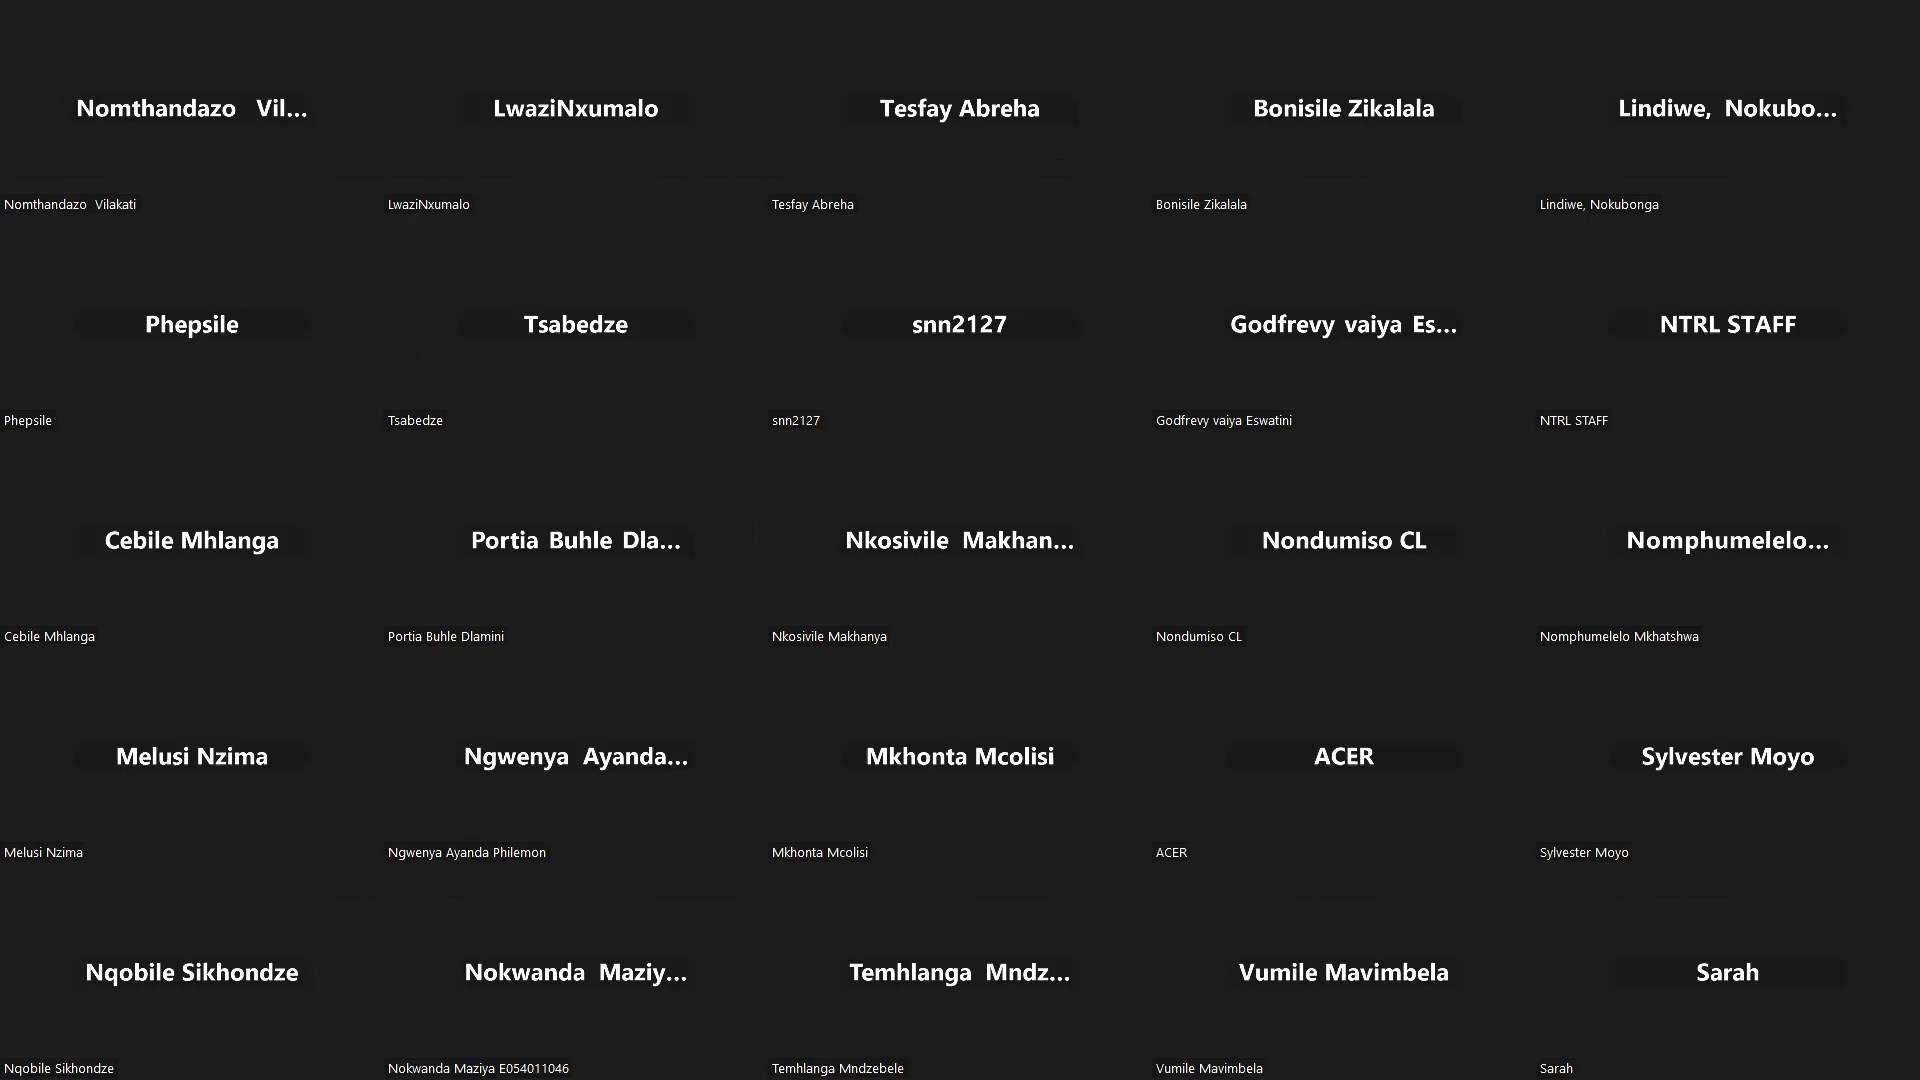 Nomthandazo Vil...
LwaziNxumalo
Tesfay Abreha
Bonisile Zikalala
Lindiwe, Nokubo...
Nomthandazo Vilakati
LwaziNxumalo
Tesfay Abreha
Bonisile Zikalala
Lindiwe, Nokubonga
Phepsile
Tsabedze
snn2127
Godfrevy vaiya Es...
NTRL STAFF
Phepsile
Tsabedze
snn2127
Godfrevy vaiya Eswatini
NTRL STAFF
Cebile Mhlanga
Portia Buhle Dla...
Nkosivile Makhan...
Nondumiso CL
Nomphumelelo...
Cebile Mhlanga
Portia Buhle Dlamini
Nkosivile Makhanya
Nondumiso CL
Nomphumelelo Mkhatshwa
Melusi Nzima
Ngwenya Ayanda...
Mkhonta Mcolisi
ACER
Sylvester Moyo
Melusi Nzima
Ngwenya Ayanda Philemon
Mkhonta Mcolisi
ACER
Sylvester Moyo
Nqobile Sikhondze
Nokwanda Maziy...
Temhlanga Mndz...
Vumile Mavimbela
Sarah
Nqobile Sikhondze
Nokwanda Maziya E054011046
Temhlanga Mndzebele
Vumile Mavimbela
Sarah